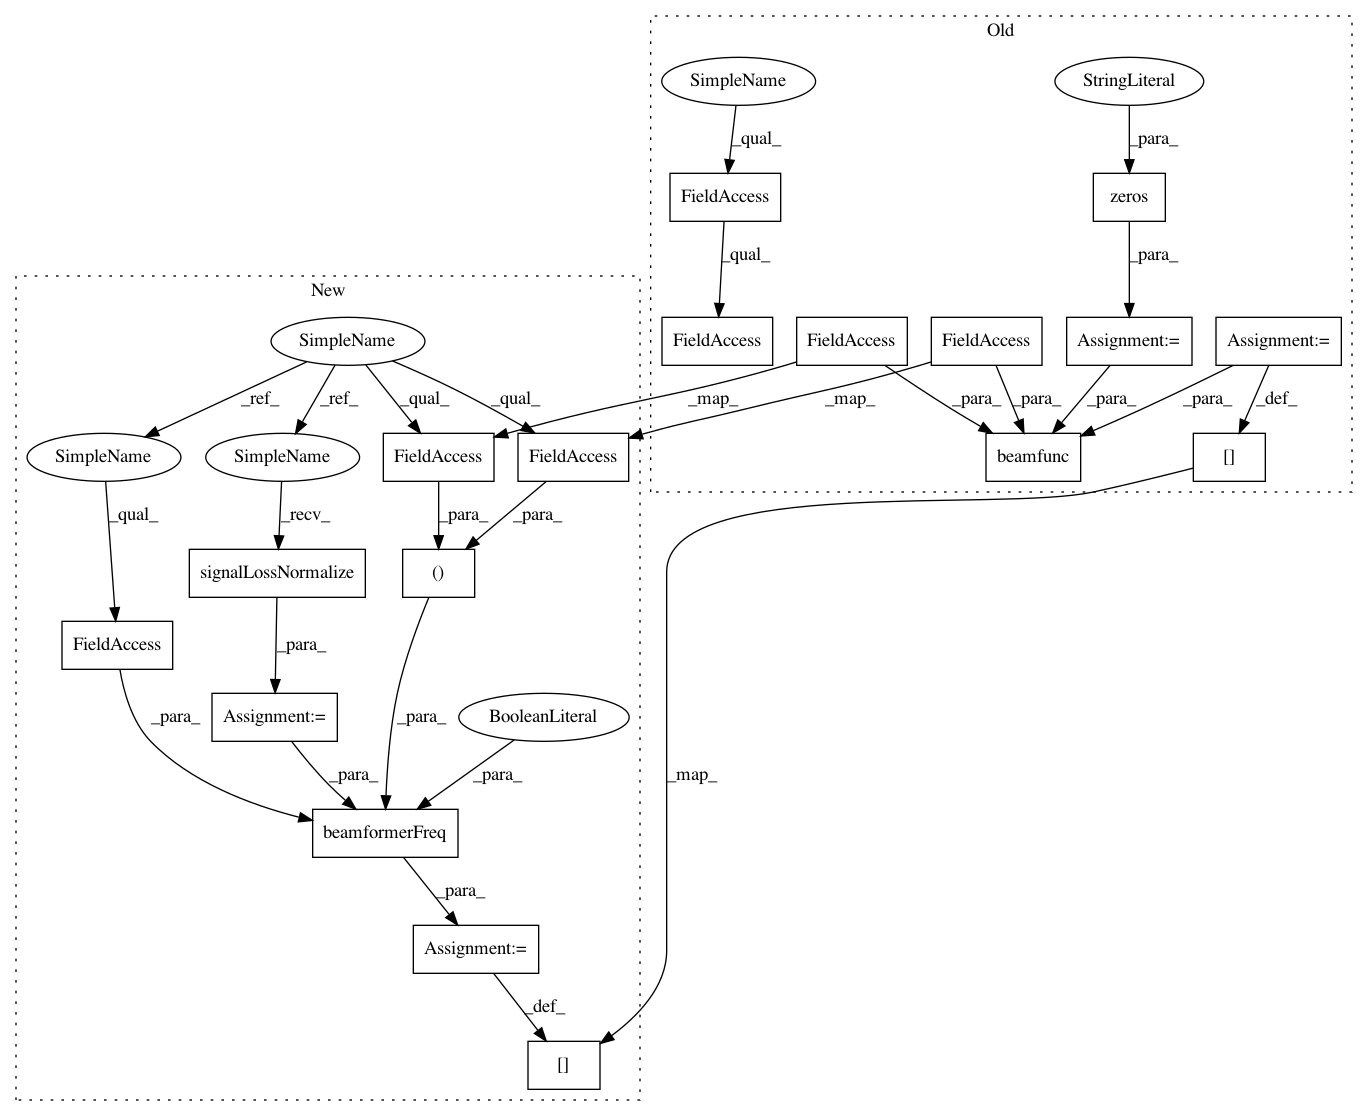 Old
SimpleName
StringLiteral
_qual_
_para_
FieldAccess
zeros
_qual_
_para_
New
SimpleName
FieldAccess
FieldAccess
FieldAccess
Assignment:=
Assignment:=
_ref_
_ref_
_qual_
_qual_
_map_
_map_
_para_
_para_
_para_
_para_
_def_
SimpleName
SimpleName
FieldAccess
FieldAccess
beamfunc
[]
_qual_
_recv_
_para_
_para_
signalLossNormalize
()
FieldAccess
_para_
_para_
_para_
Assignment:=
BooleanLiteral
_para_
_para_
_map_
beamformerFreq
_para_
Assignment:=
_def_
[]